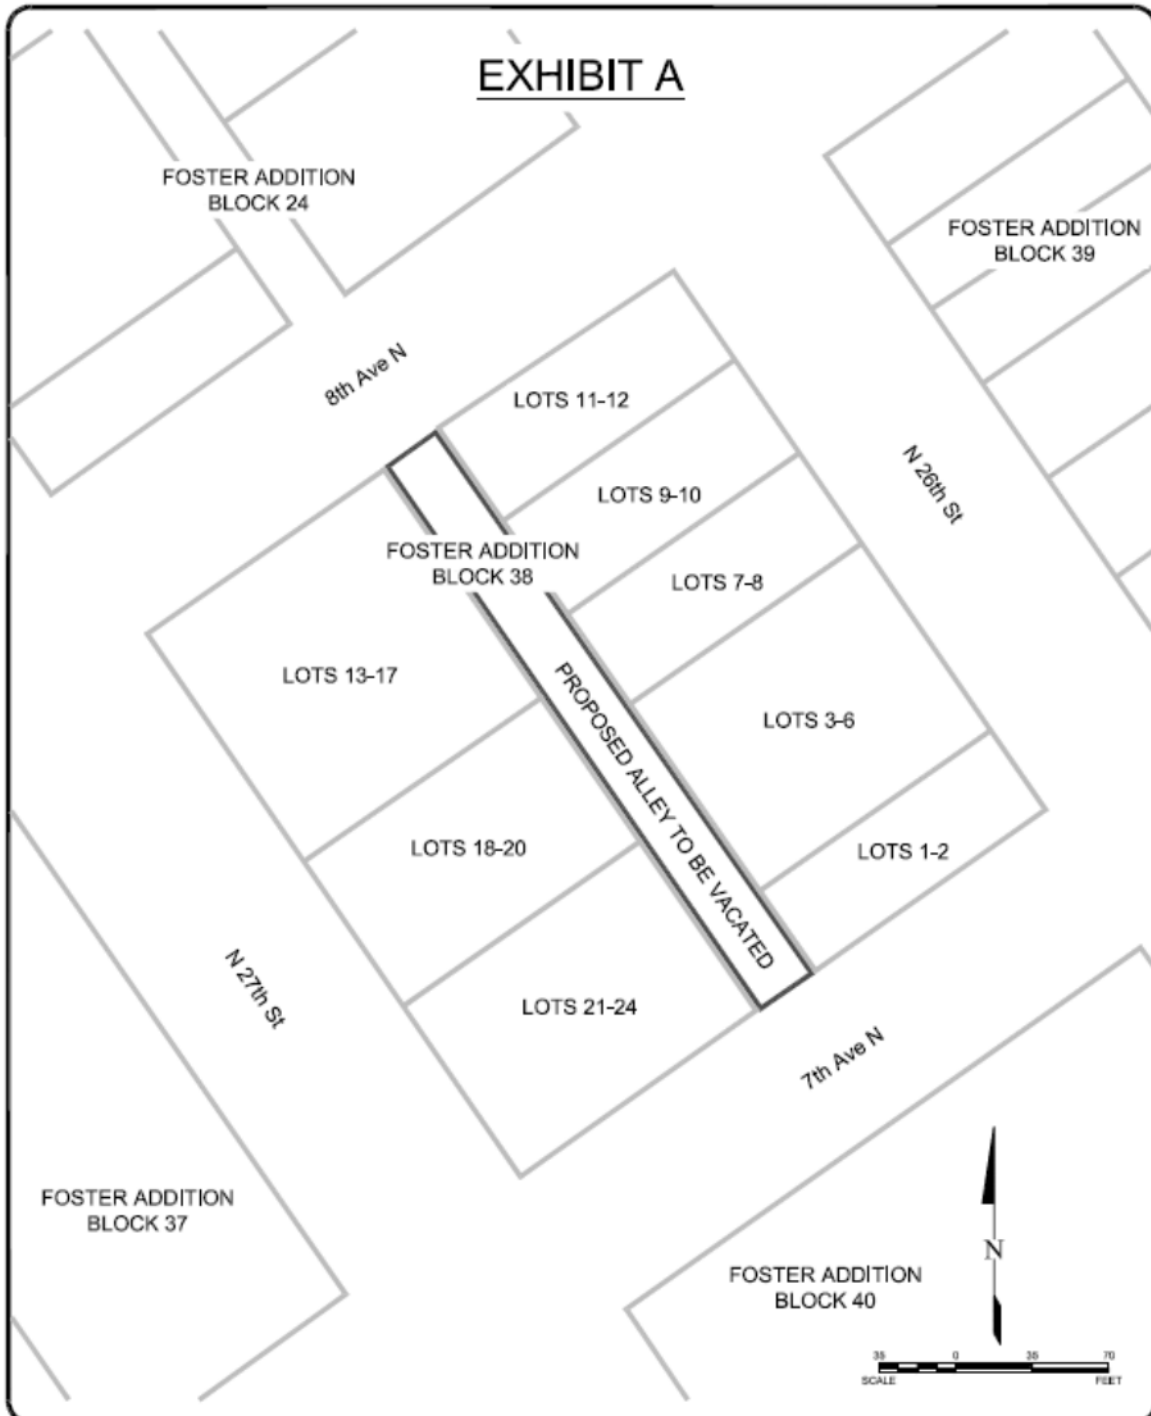 EXHIBIT A
FOSTER ADDITION
BLOCK 24
FOSTER ADDITION
BLOCK 39
8th Ave N
LOTS 11-12
N 26th St
LOTS 9-10
FOSTER ADDITION
BLOCK 38
LOTS 7-8
LOTS 13-17
PROPOSED ALLEY TO BE VACATED
LOTS 3-6
LOTS 18-20
LOTS 1-2
N 27th St
LOTS 21-24
7th Ave N
FOSTER ADDITION
BLOCK 37
N
FOSTER ADDITION
BLOCK 40
35 0 35 70
SCALE FEET